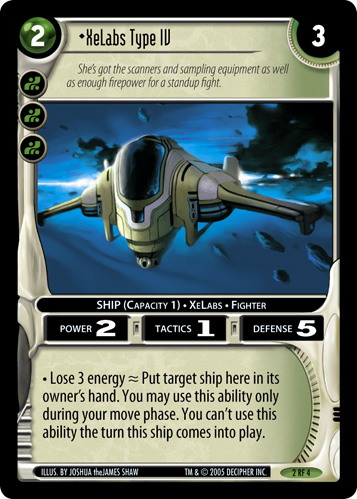 2
•XeLabs Type IV
3
She's got the scanners and sampling equipment as well
as enough firepower for a standup fight.
SHIP (CAPACITY 1) • XELABS • FIGHTER
POWER 2 TACTICS 1 DEFENSE 5
• Lose 3 energy ≈ Put target ship here in its
owner's hand. You may use this ability only
during your move phase. You can't use this
ability the turn this ship comes into play.
ILLUS. BY JOSHUA theJAMES SHAW TM & © 2005 DECIPHER INC. 2 RF 4